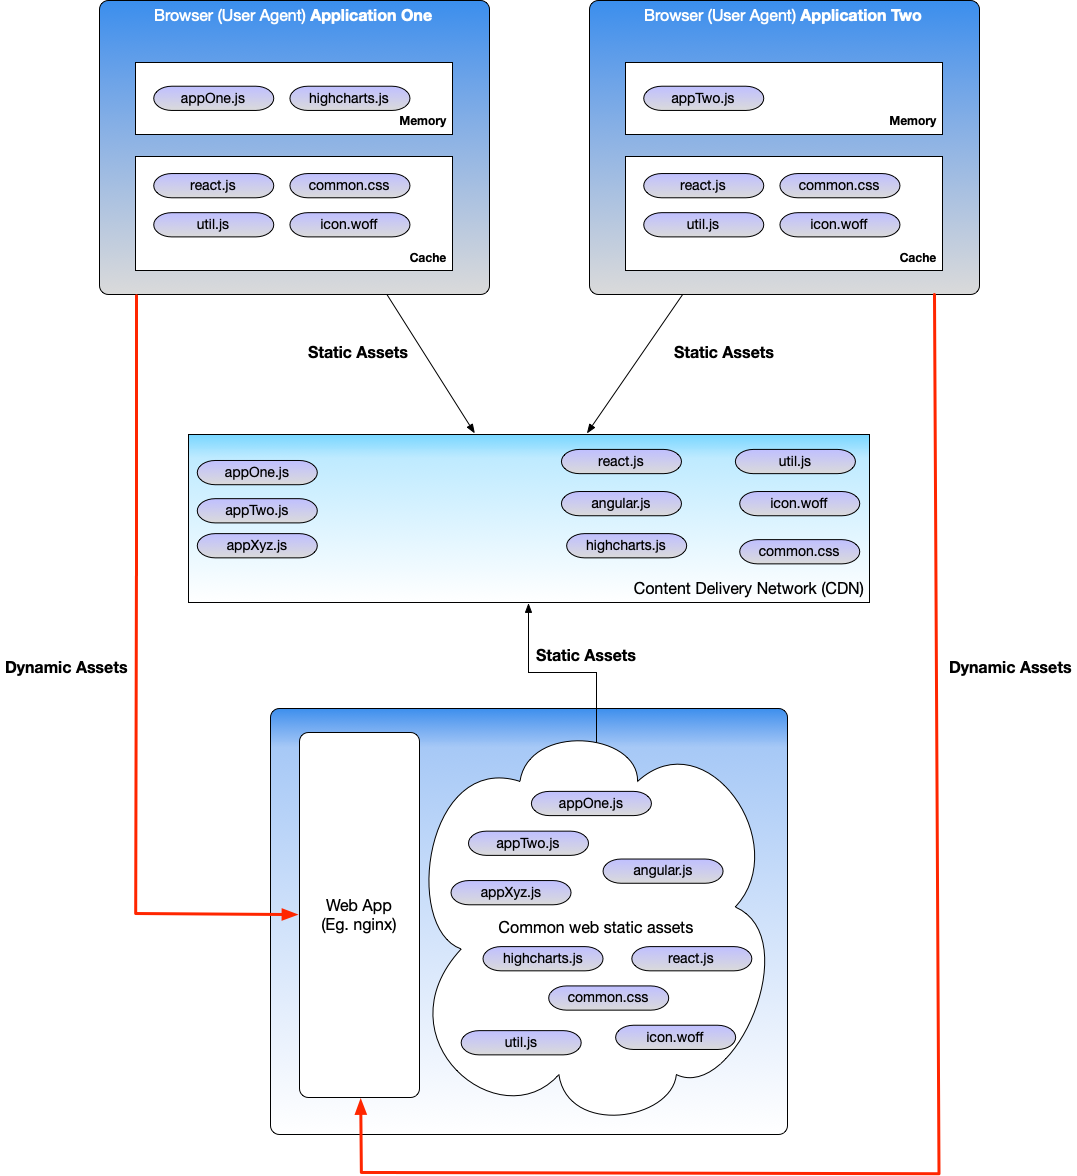 Browser (User Agent) Application One
appOne.js
highcharts.js
Memory
react.js
common.css
util.js
icon.woff
Cache
Browser (User Agent) Application Two
appTwo.js
Memory
react.js
common.css
util.js
icon.woff
Cache
Static Assets
Static Assets
appOne.js
appTwo.js
appXyz.js
react.js
util.js
angular.js
icon.woff
highcharts.js
common.css
Content Delivery Network (CDN)
Dynamic Assets
Static Assets
Dynamic Assets
Web App
(Eg. nginx)
appOne.js
appTwo.js
angular.js
appXyz.js
Common web static assets
highcharts.js
react.js
common.css
util.js
icon.woff